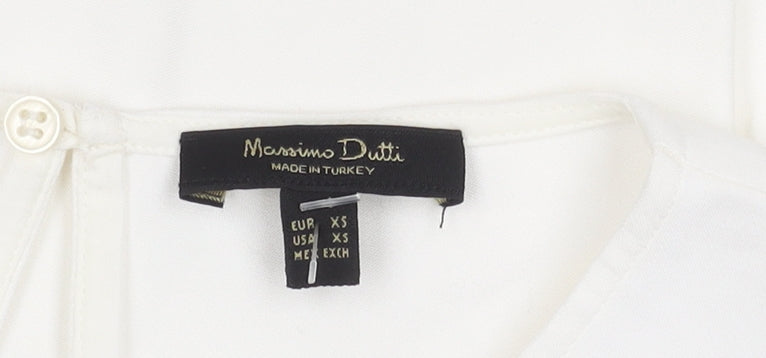 Massimo Dutti
MADE IN TURKEY
EUR XS
USA XS
MEX EXCH